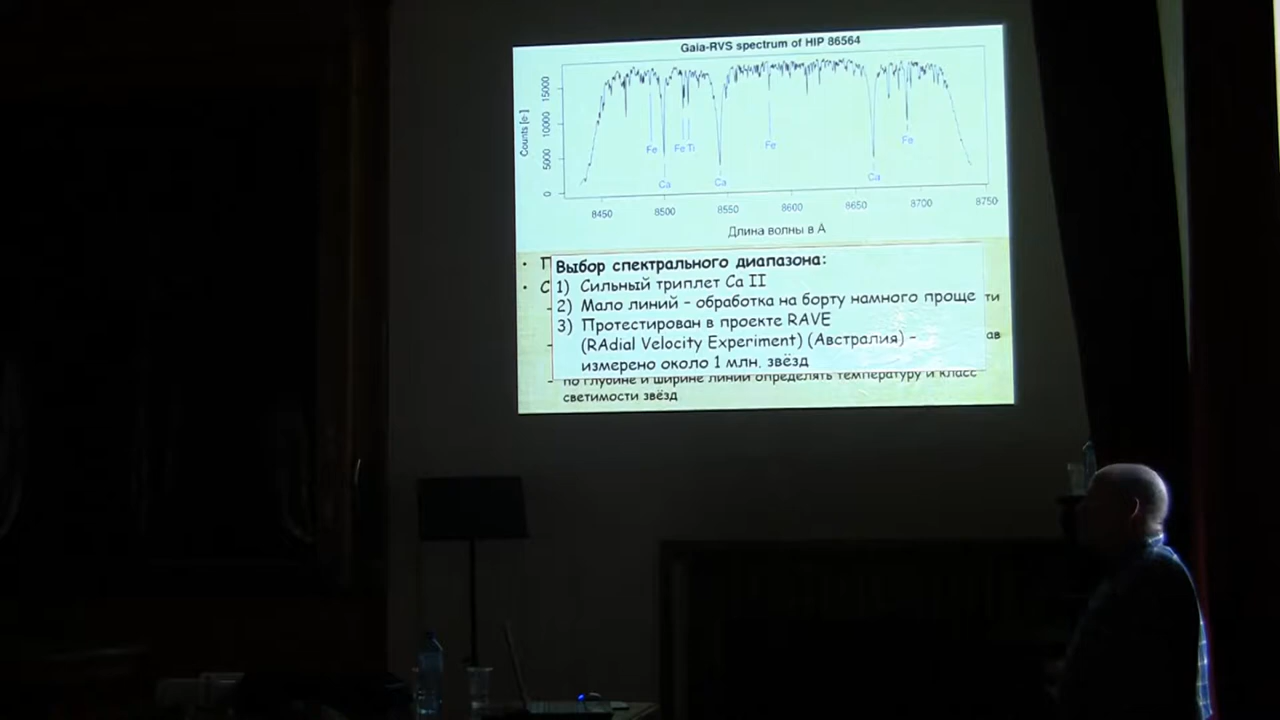 Gaia-RVS spectrum of HIP 86564
Counts [e-]
15000
10000
5000
0
Fe
Fe Ti
Fe
Fe
Ca
Ca
Ca
8450 8500 8550 8600 8650 8700 8750
Длина волны в А
Выбор спектрального диапазона:
1) Сильный триплет Ca II
2) Мало линий – обработка на борту намного проще
3) Протестирован в проекте RAVE
(RAdial Velocity Experiment) (Австралия) –
измерено около 1 млн. звёзд
по глубине и ширине линий определять температуру и класс
светимости звёзд